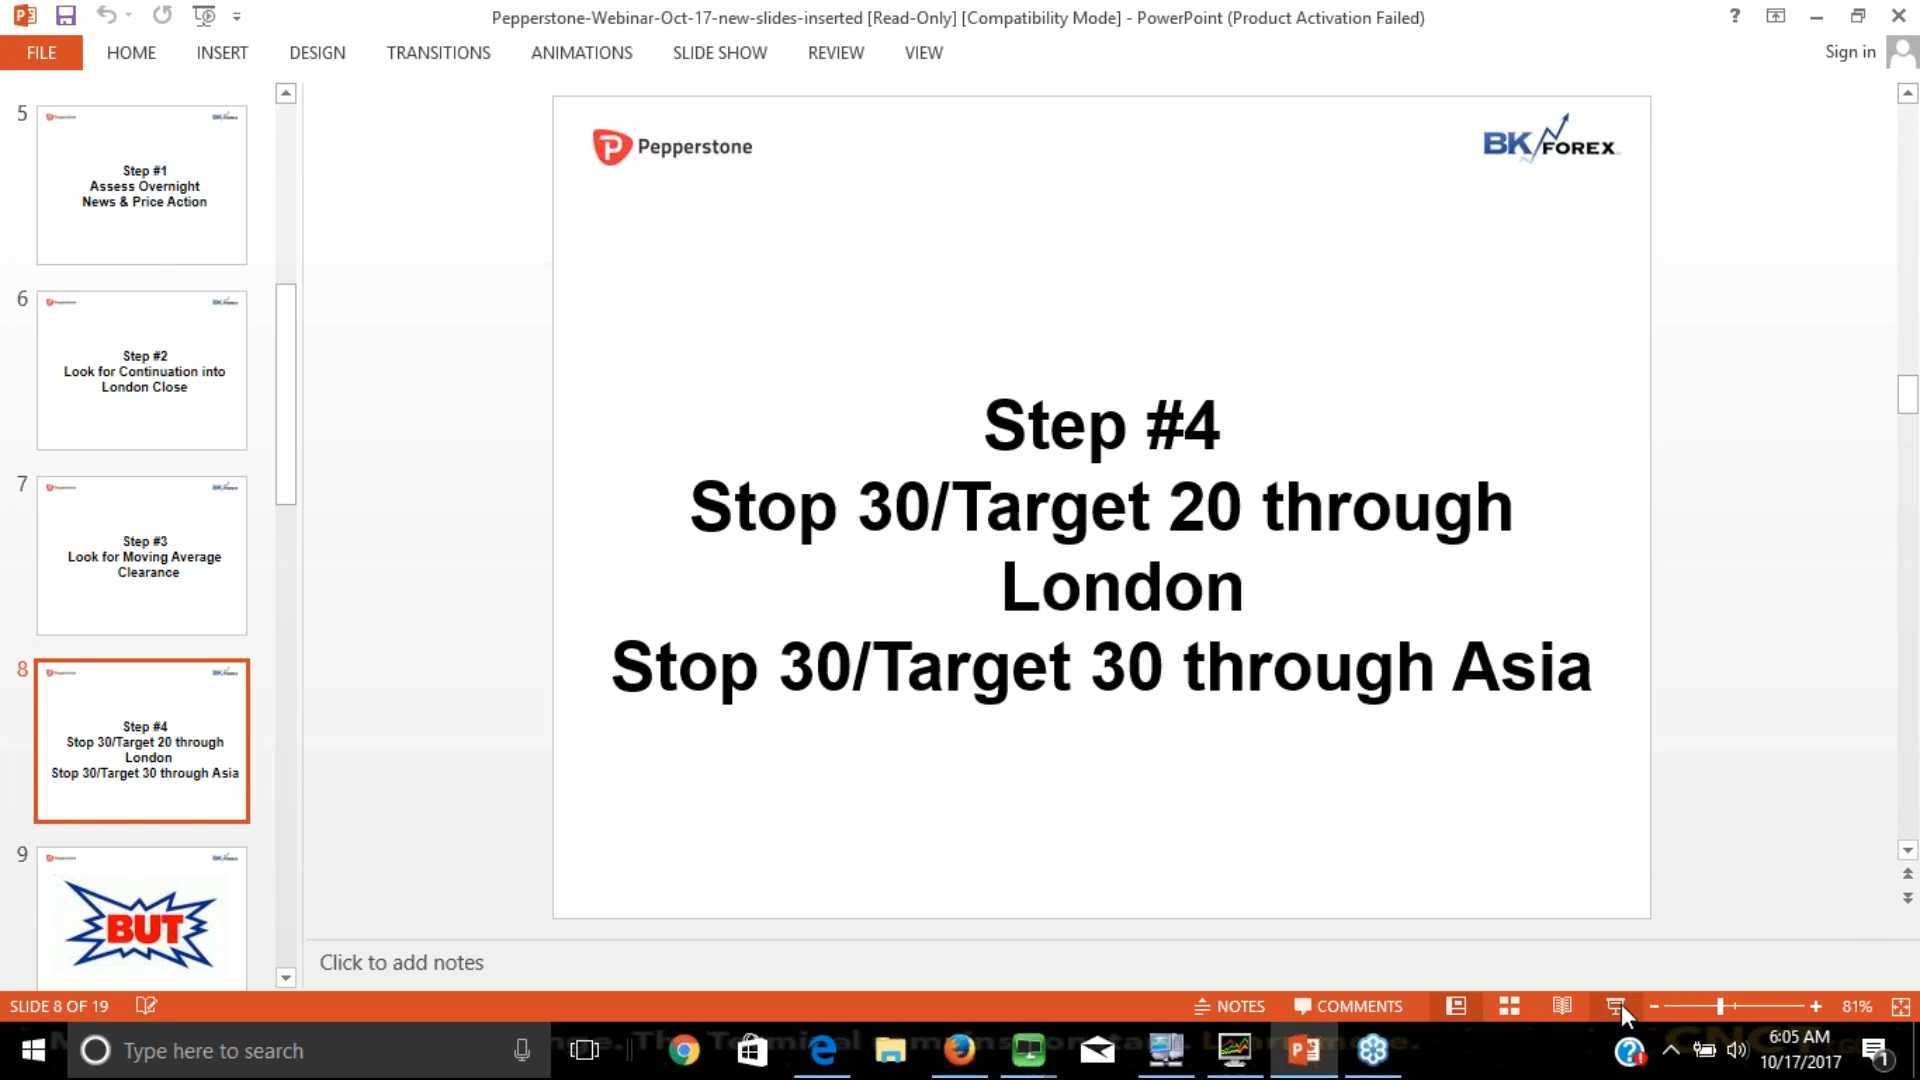 Pepperstone-Webinar-Oct-17-new-slides-inserted [Read-Only] [Compatibility Mode] - PowerPoint (Product Activation Failed)
?
FILE HOME INSERT DESIGN TRANSITIONS ANIMATIONS SLIDE SHOW REVIEW VIEW
Sign in
5
Step #1
Assess Overnight
News & Price Action
6
Step #2
Look for Continuation into
London Close
7
Step #3
Look for Moving Average
Clearance
8
Step #4
Stop 30/Target 20 through
London
Stop 30/Target 30 through Asia
9
BUT
Pepperstone
BK FOREX
Step #4
Stop 30/Target 20 through
London
Stop 30/Target 30 through Asia
Click to add notes
SLIDE 8 OF 19
NOTES COMMENTS
81%
Type here to search
6:05 AM
10/17/2017
1